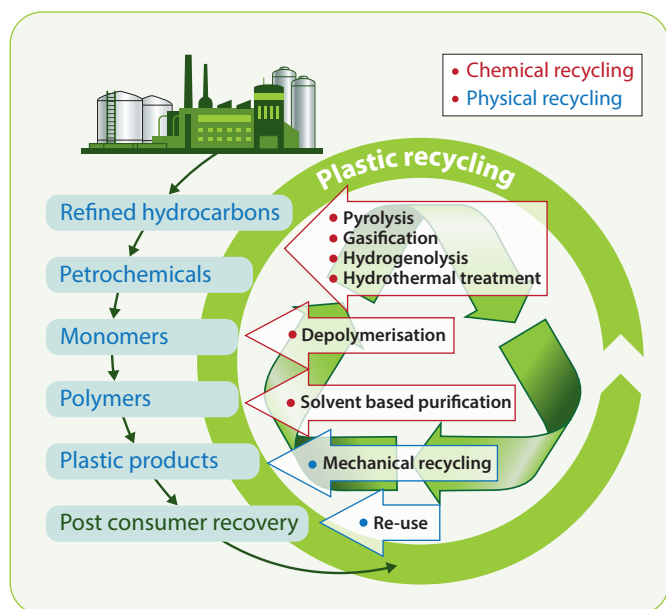 • Chemical recycling
• Physical recycling
Plastic recycling
Refined hydrocarbons
Petrochemicals
Monomers
Polymers
Plastic products
Post consumer recovery
• Pyrolysis
• Gasification
• Hydrogenolysis
• Hydrothermal treatment
• Depolymerisation
• Solvent based purification
• Mechanical recycling
• Re-use